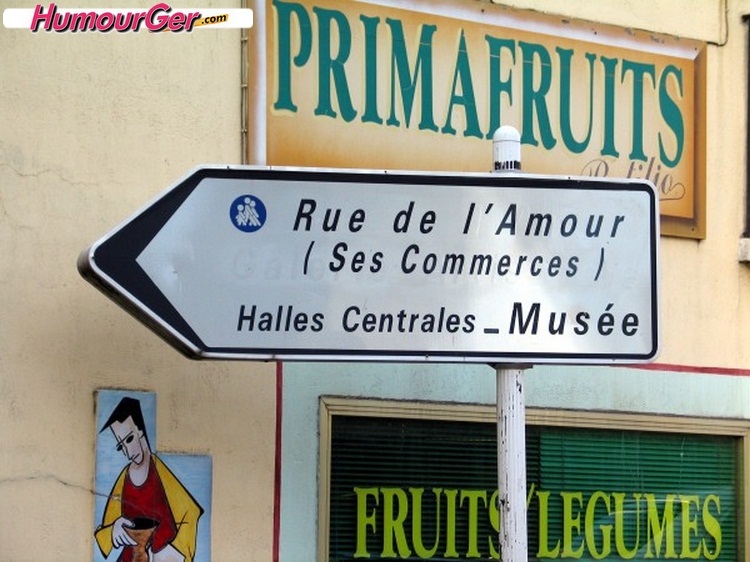 HumourGer.com
PRIMAFRUITS
Rue de l'Amour
( Ses Commerces )
Halles Centrales - Musée
FRUITS/LEGUMES